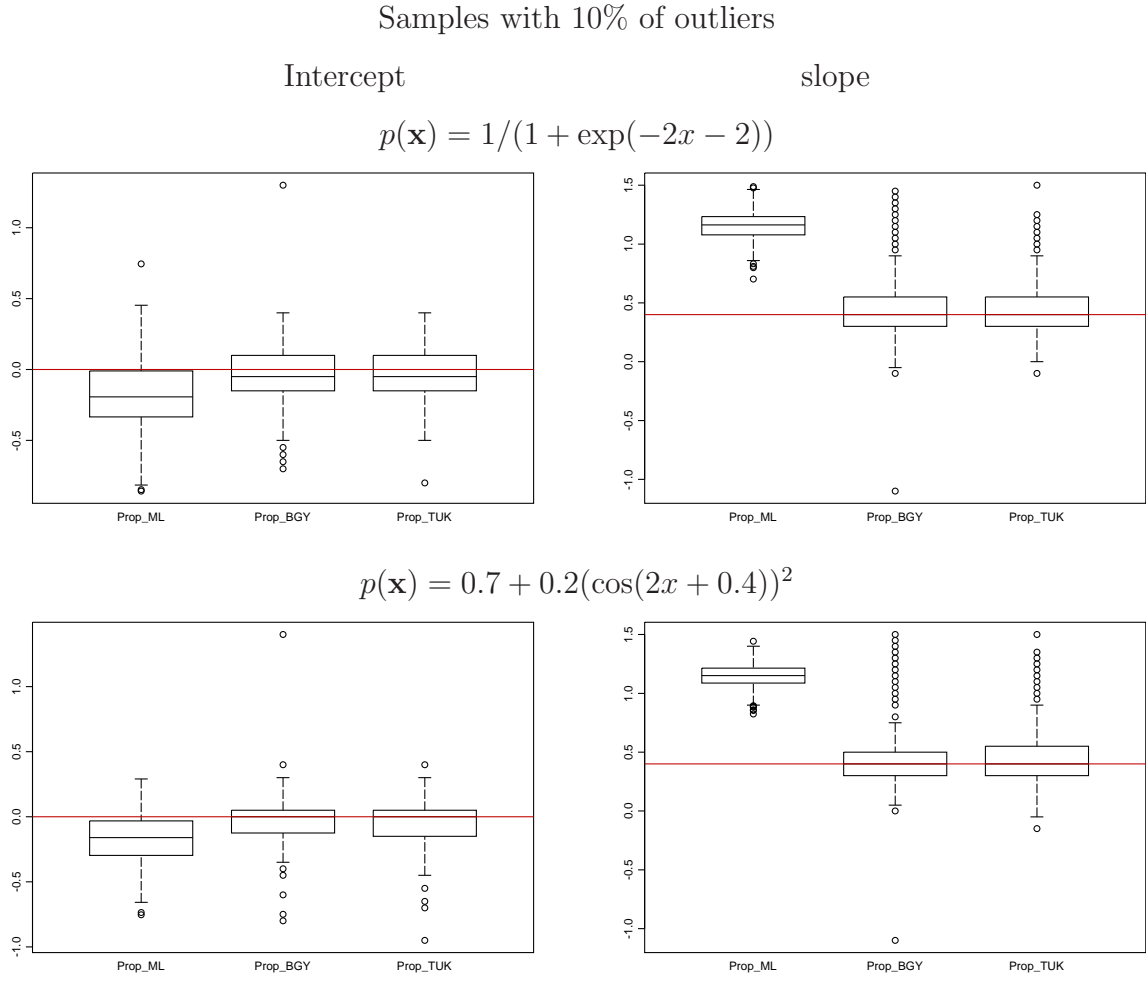 Samples with 10% of outliers
Intercept slope
p(x) = 1/(1 + exp(−2x − 2))
1.0
0.5
0.0
-0.5
Prop_ML Prop_BGY Prop_TUK
1.5
1.0
0.5
0.0
-0.5
-1.0
Prop_ML Prop_BGY Prop_TUK
p(x) = 0.7 + 0.2(cos(2x + 0.4))²
1.0
0.5
0.0
-0.5
-1.0
Prop_ML Prop_BGY Prop_TUK
1.5
1.0
0.5
0.0
-0.5
-1.0
Prop_ML Prop_BGY Prop_TUK